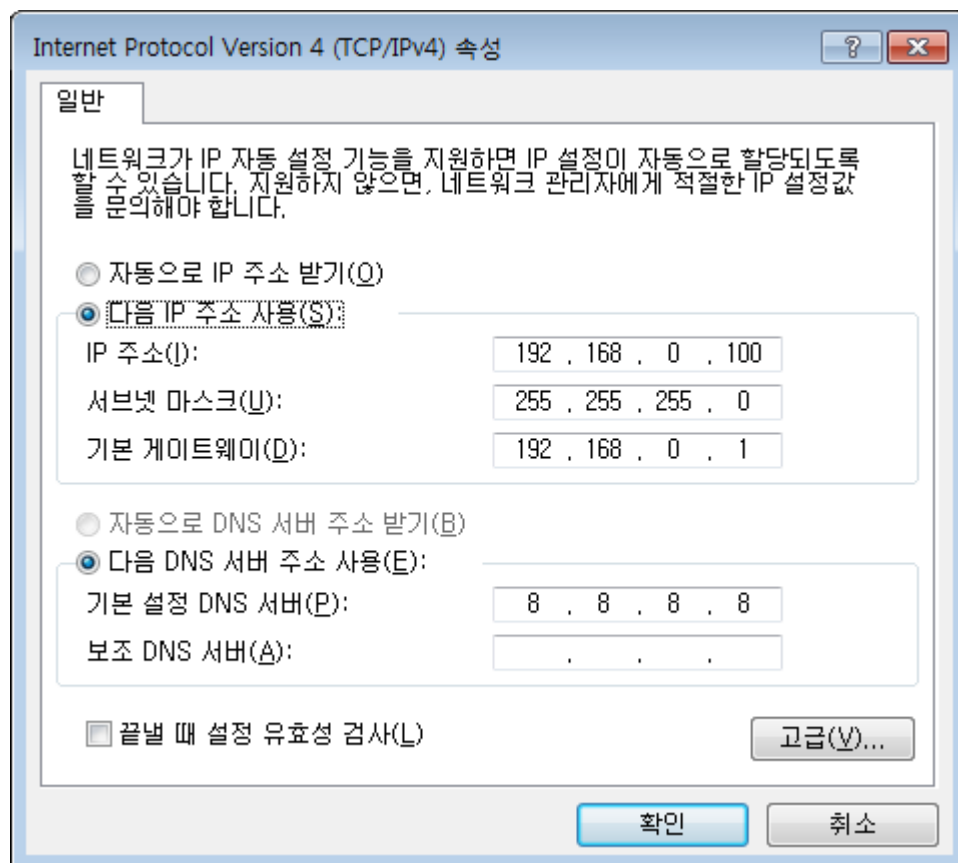 Internet Protocol Version 4 (TCP/IPv4) 속성
일반
네트워크가 IP 자동 설정 기능을 지원하면 IP 설정이 자동으로 할당되도록
할 수 있습니다. 지원하지 않으면, 네트워크 관리자에게 적절한 IP 설정값
을 문의해야 합니다.
자동으로 IP 주소 받기(O)
다음 IP 주소 사용(S):
IP 주소(I): 192 . 168 . 0 . 100
서브넷 마스크(U): 255 . 255 . 255 . 0
기본 게이트웨이(D): 192 . 168 . 0 . 1
자동으로 DNS 서버 주소 받기(B)
다음 DNS 서버 주소 사용(E):
기본 설정 DNS 서버(P): 8 . 8 . 8 . 8
보조 DNS 서버(A): . . .
끝낼 때 설정 유효성 검사(L)
고급(V)...
확인 취소